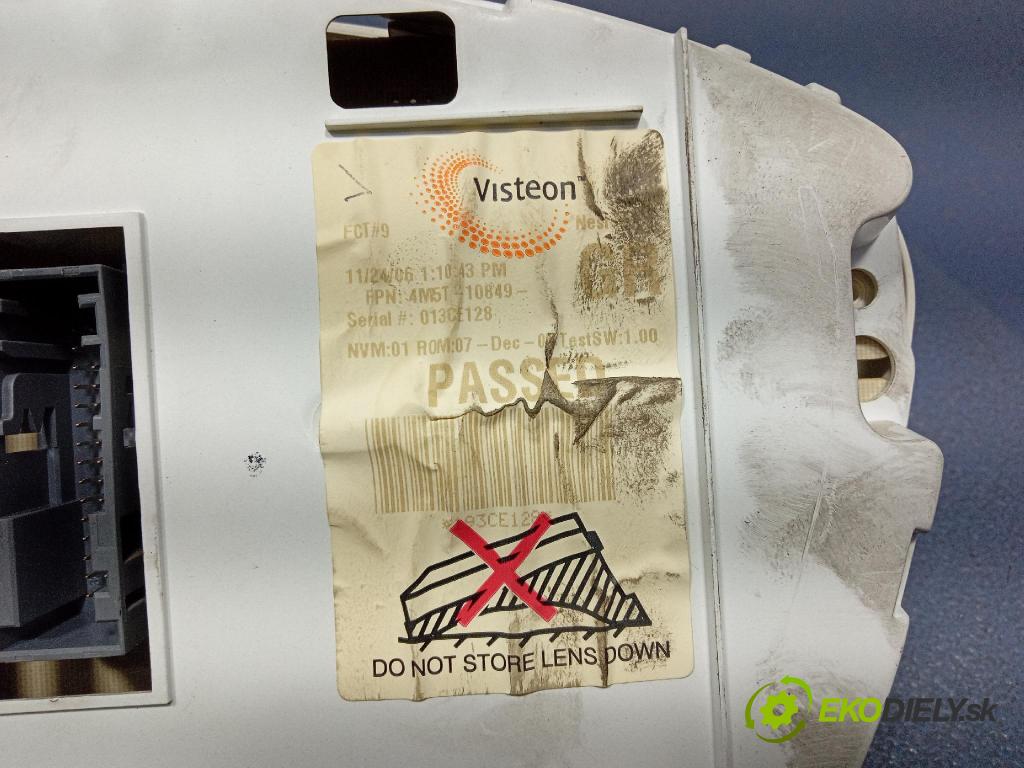 Visteon
FCT#9
11/24/06 1:10:43 PM
FPN: 4M5T-10849-
Serial #: 013CE128
NVM:01 ROM:07-Dec- TestSW:1.00
PASSED
DO NOT STORE LENS DOWN
EKODIELY.sk